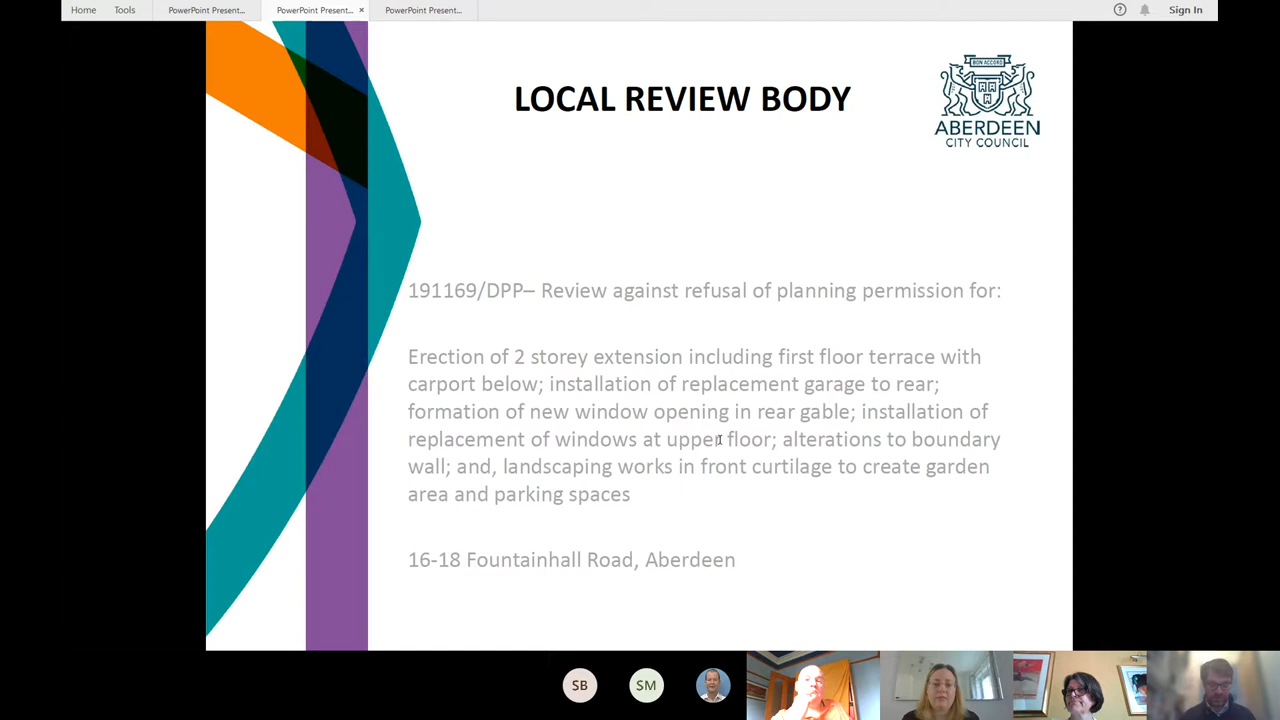 Home Tools PowerPoint Present... PowerPoint Present... × PowerPoint Present... ? Sign In
LOCAL REVIEW BODY
BON ACCORD
ABERDEEN
CITY COUNCIL
191169/DPP– Review against refusal of planning permission for:
Erection of 2 storey extension including first floor terrace with
carport below; installation of replacement garage to rear;
formation of new window opening in rear gable; installation of
replacement of windows at upper floor; alterations to boundary
wall; and, landscaping works in front curtilage to create garden
area and parking spaces
16-18 Fountainhall Road, Aberdeen
SB SM